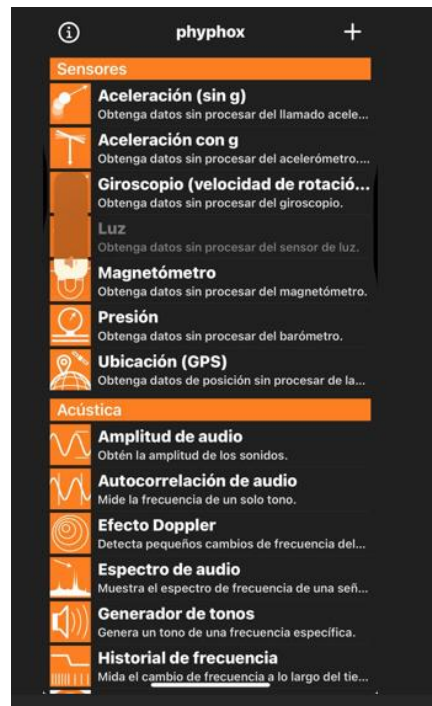 phyphox
Sensores
Aceleración (sin g)
Obtenga datos sin procesar del llamado acele...
Aceleración con g
Obtenga datos sin procesar del acelerómetro....
Giroscopio (velocidad de rotació...
Obtenga datos sin procesar del giroscopio.
Luz
Obtenga datos sin procesar del sensor de luz.
Magnetómetro
Obtenga datos sin procesar del magnetómetro.
Presión
Obtenga datos sin procesar del barómetro.
Ubicación (GPS)
Obtenga datos de posición sin procesar de la...
Acústica
Amplitud de audio
Obtén la amplitud de los sonidos.
Autocorrelación de audio
Mide la frecuencia de un solo tono.
Efecto Doppler
Detecta pequeños cambios de frecuencia del...
Espectro de audio
Muestra el espectro de frecuencia de una señ...
Generador de tonos
Genera un tono de una frecuencia específica.
Historial de frecuencia
Mida el cambio de frecuencia a lo largo del tie...